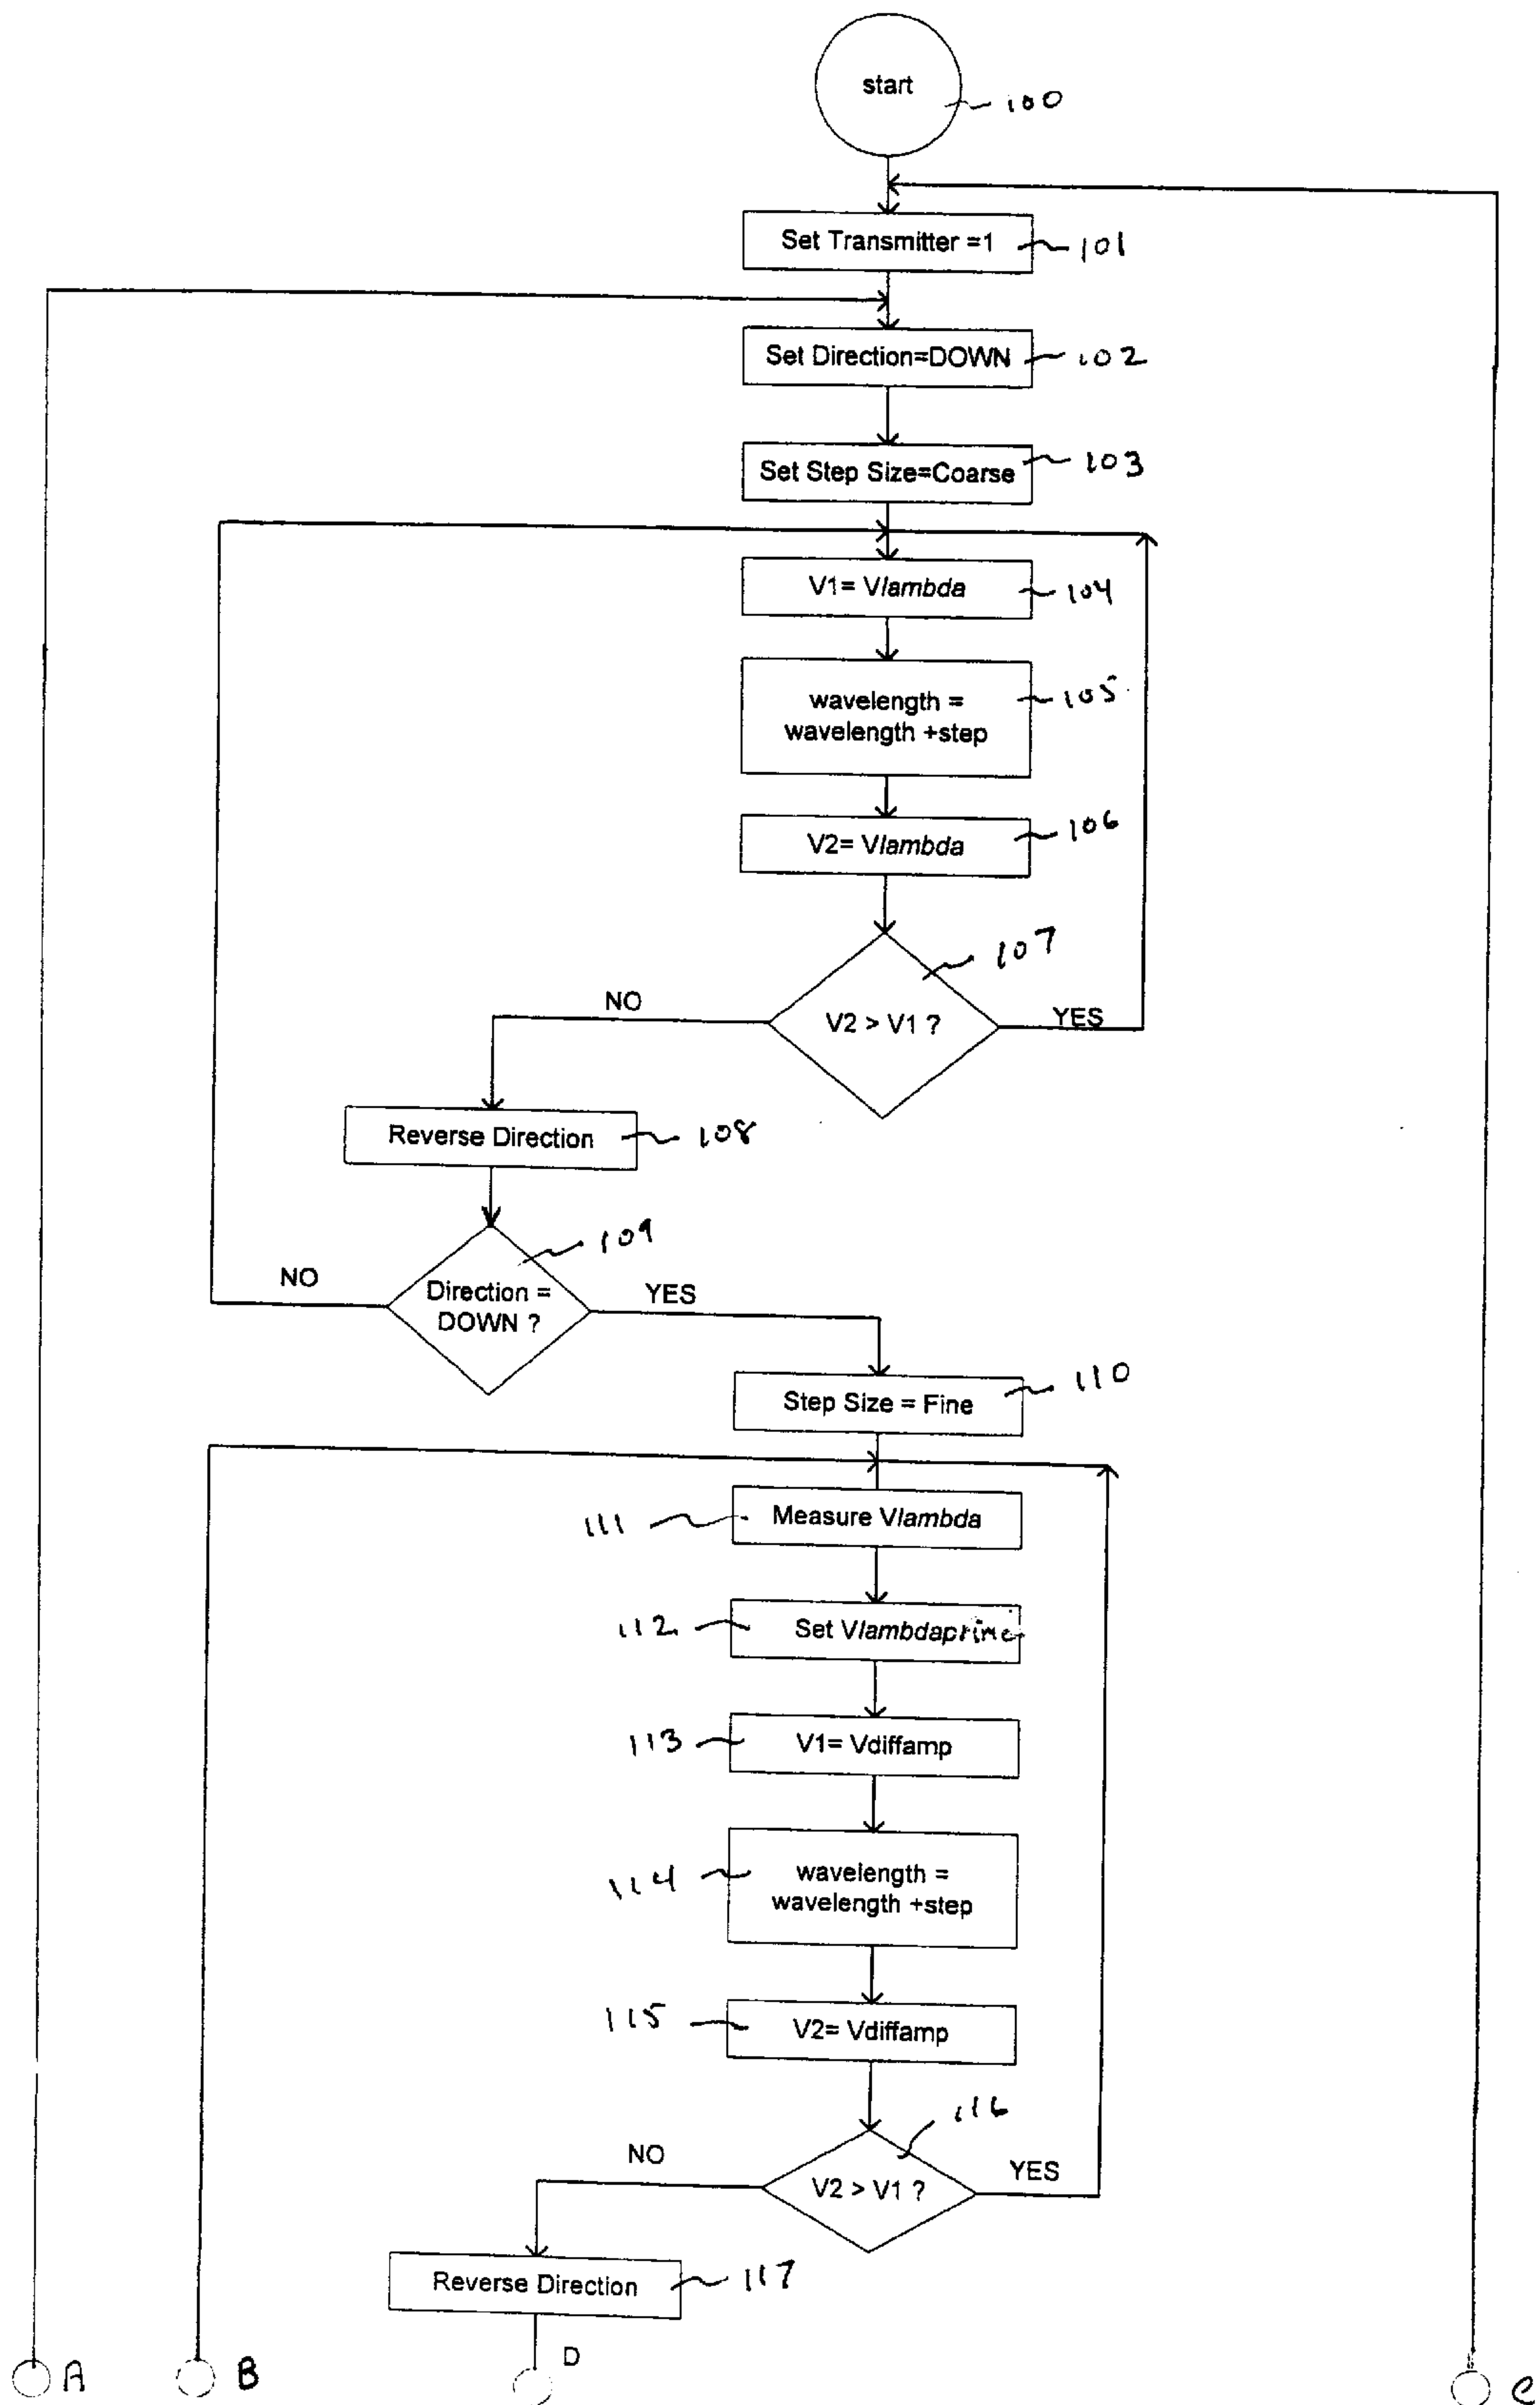 start
100
Set Transmitter =1
101
Set Direction=DOWN
102
Set Step Size=Coarse
103
V1= Vlambda
104
wavelength =
wavelength +step
105
V2= Vlambda
106
107
V2 > V1 ?
NO
YES
Reverse Direction
108
109
Direction =
DOWN ?
NO
YES
Step Size = Fine
110
111
Measure Vlambda
112
Set Vlambdaprime
113
V1= Vdiffamp
114
wavelength =
wavelength +step
115
V2= Vdiffamp
116
V2 > V1 ?
NO
YES
Reverse Direction
117
A
B
D
C